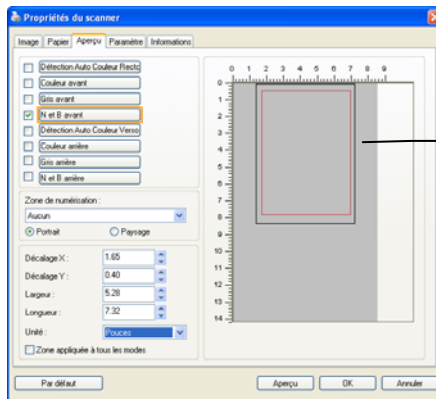 Propriétés du scanner
Image Papier Aperçu Paramètre Informations
Détection Auto Couleur Recto
Couleur avant
Gris avant
N et B avant
Détection Auto Couleur Verso
Couleur arrière
Gris arrière
N et B arrière
Zone de numérisation :
Aucun
Portrait Paysage
Décalage X : 1.65
Décalage Y : 0.40
Largeur : 5.28
Longueur : 7.32
Unité : Pouces
Zone appliquée à tous les modes
0 1 2 3 4 5 6 7 8 9
0
1
2
3
4
5
6
7
8
9
10
11
12
13
14
Par défaut Aperçu OK Annuler